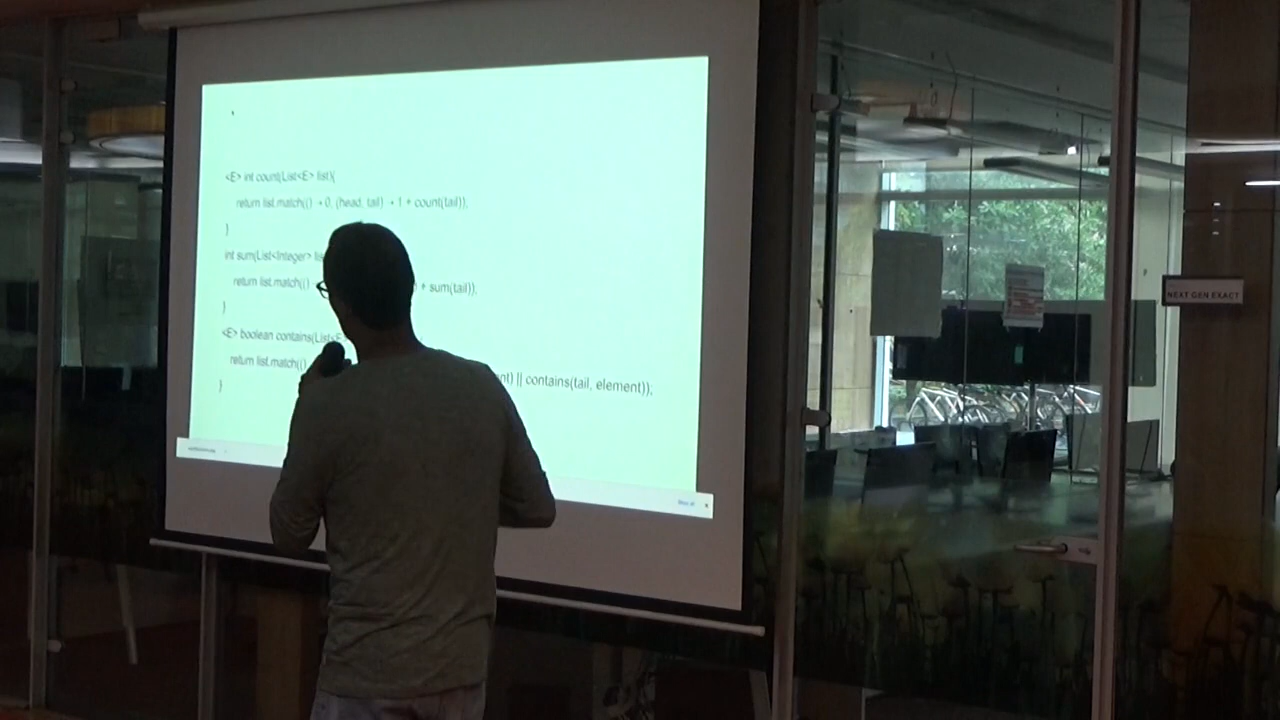 <E> int count(List<E> list){
return list.match(() → 0, (head, tail) → 1 + count(tail));
}
int sum(List<Integer>
return list.match(() + sum(tail));
}
<E> boolean contains(List<E>
return list.match(() || contains(tail, element));
}
NEXT GEN EXACT